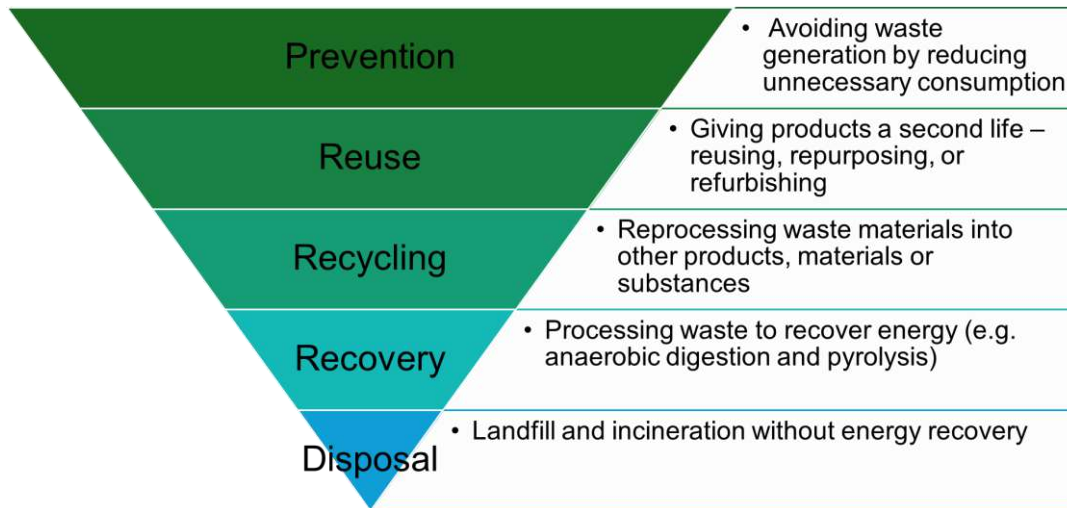 Prevention
• Avoiding waste
generation by reducing
unnecessary consumption
Reuse
• Giving products a second life –
reusing, repurposing, or
refurbishing
Recycling
• Reprocessing waste materials into
other products, materials or
substances
Recovery
• Processing waste to recover energy (e.g.
anaerobic digestion and pyrolysis)
Disposal
• Landfill and incineration without energy recovery